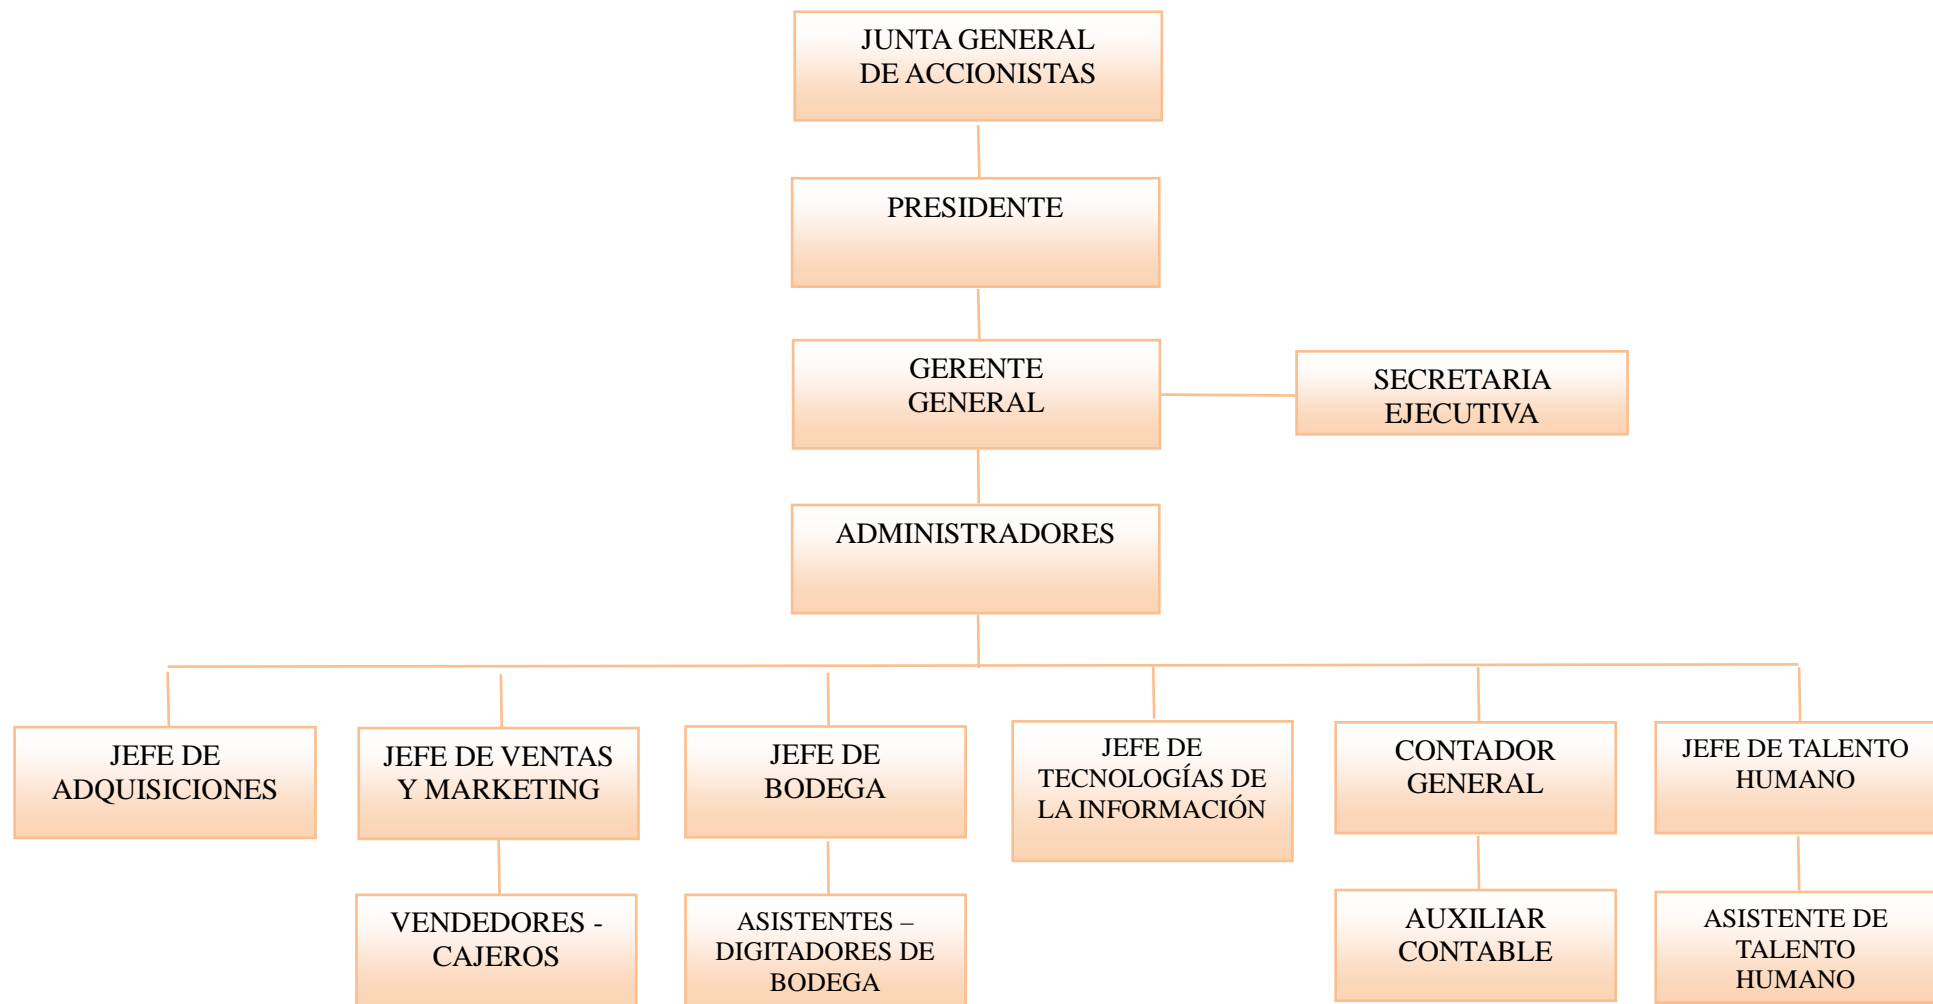 JUNTA GENERAL
DE ACCIONISTAS
PRESIDENTE
GERENTE
GENERAL
SECRETARIA
EJECUTIVA
ADMINISTRADORES
JEFE DE
ADQUISICIONES
JEFE DE VENTAS
Y MARKETING
JEFE DE
BODEGA
JEFE DE
TECNOLOGÍAS DE
LA INFORMACIÓN
CONTADOR
GENERAL
JEFE DE TALENTO
HUMANO
VENDEDORES -
CAJEROS
ASISTENTES –
DIGITADORES DE
BODEGA
AUXILIAR
CONTABLE
ASISTENTE DE
TALENTO
HUMANO